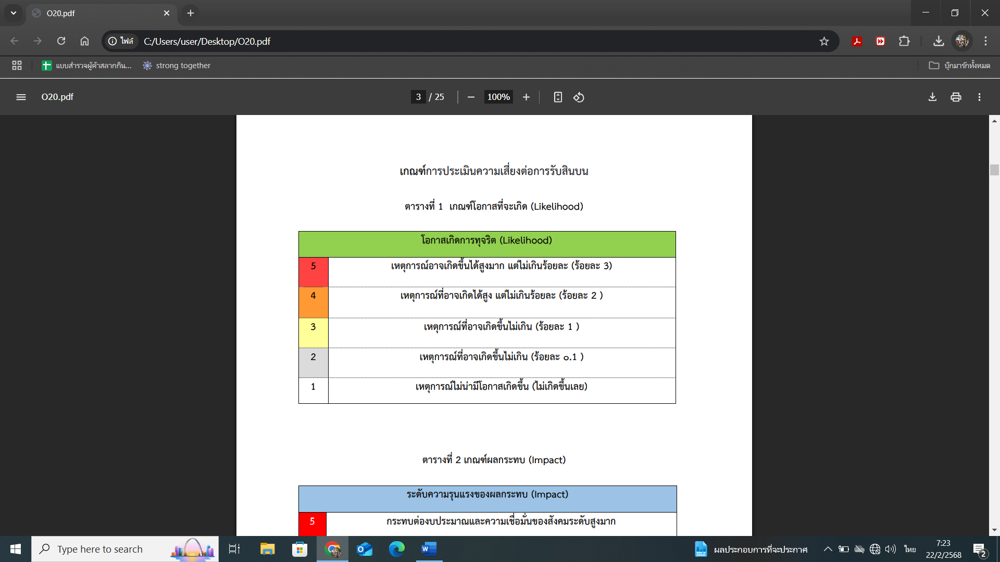 O20.pdf
ไฟล์ C:/Users/user/Desktop/O20.pdf
แบบสำรวจผู้ค้าสลากกิน... strong together บุ๊กมาร์กทั้งหมด
O20.pdf 3 / 25 100%
เกณฑ์การประเมินความเสี่ยงต่อการรับสินบน
ตารางที่ 1 เกณฑ์โอกาสที่จะเกิด (Likelihood)
โอกาสเกิดการทุจริต (Likelihood)
5 เหตุการณ์อาจเกิดขึ้นได้สูงมาก แต่ไม่เกินร้อยละ (ร้อยละ 3)
4 เหตุการณ์ที่อาจเกิดได้สูง แต่ไม่เกินร้อยละ (ร้อยละ 2 )
3 เหตุการณ์ที่อาจเกิดขึ้นไม่เกิน (ร้อยละ 1 )
2 เหตุการณ์ที่อาจเกิดขึ้นไม่เกิน (ร้อยละ ๐.1 )
1 เหตุการณ์ไม่น่ามีโอกาสเกิดขึ้น (ไม่เกิดขึ้นเลย)
ตารางที่ 2 เกณฑ์ผลกระทบ (Impact)
ระดับความรุนแรงของผลกระทบ (Impact)
5 กระทบต่องบประมาณและความเชื่อมั่นของสังคมระดับสูงมาก
Type here to search ผลประกอบการที่จะประกาศ ไทย 7:23
22/2/2568 2